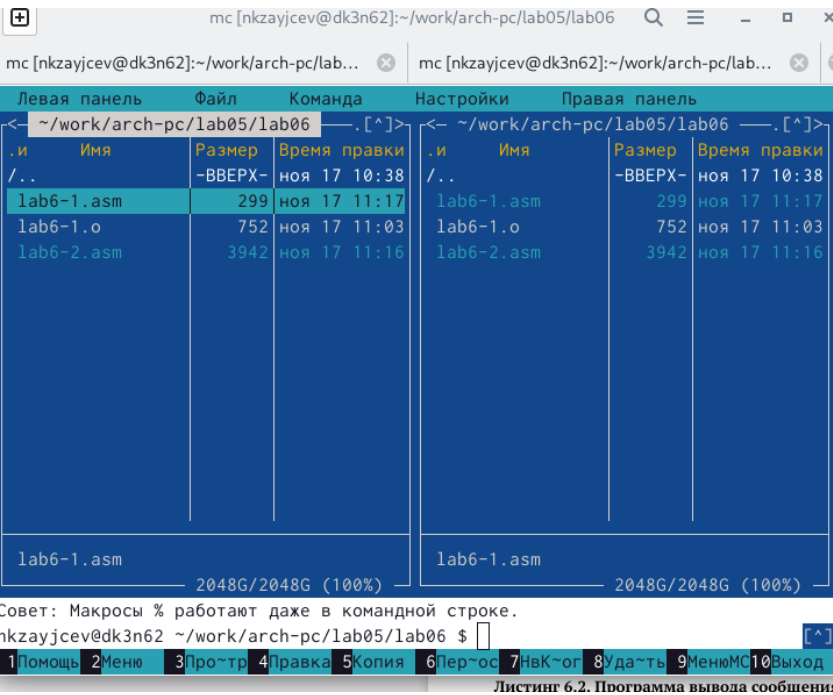 mc [nkzayjcev@dk3n62]:~/work/arch-pc/lab05/lab06
mc [nkzayjcev@dk3n62]:~/work/arch-pc/lab... mc [nkzayjcev@dk3n62]:~/work/arch-pc/lab...
Левая панель Файл Команда Настройки Правая панель
<— ~/work/arch-pc/lab05/lab06 —.[^]> <— ~/work/arch-pc/lab05/lab06 —.[^]>
.и Имя Размер Время правки .и Имя Размер Время правки
/.. -ВВЕРХ- ноя 17 10:38 /.. -ВВЕРХ- ноя 17 10:38
lab6-1.asm 299 ноя 17 11:17 lab6-1.asm 299 ноя 17 11:17
lab6-1.o 752 ноя 17 11:03 lab6-1.o 752 ноя 17 11:03
lab6-2.asm 3942 ноя 17 11:16 lab6-2.asm 3942 ноя 17 11:16
lab6-1.asm lab6-1.asm
2048G/2048G (100%) 2048G/2048G (100%)
Совет: Макросы % работают даже в командной строке.
nkzayjcev@dk3n62 ~/work/arch-pc/lab05/lab06 $ [^]
1Помощь 2Меню 3Про~тр 4Правка 5Копия 6Пер~ос 7НвК~ог 8Уда~ть 9МенюMC 10Выход
Листинг 6.2. Программа вывода сообщения